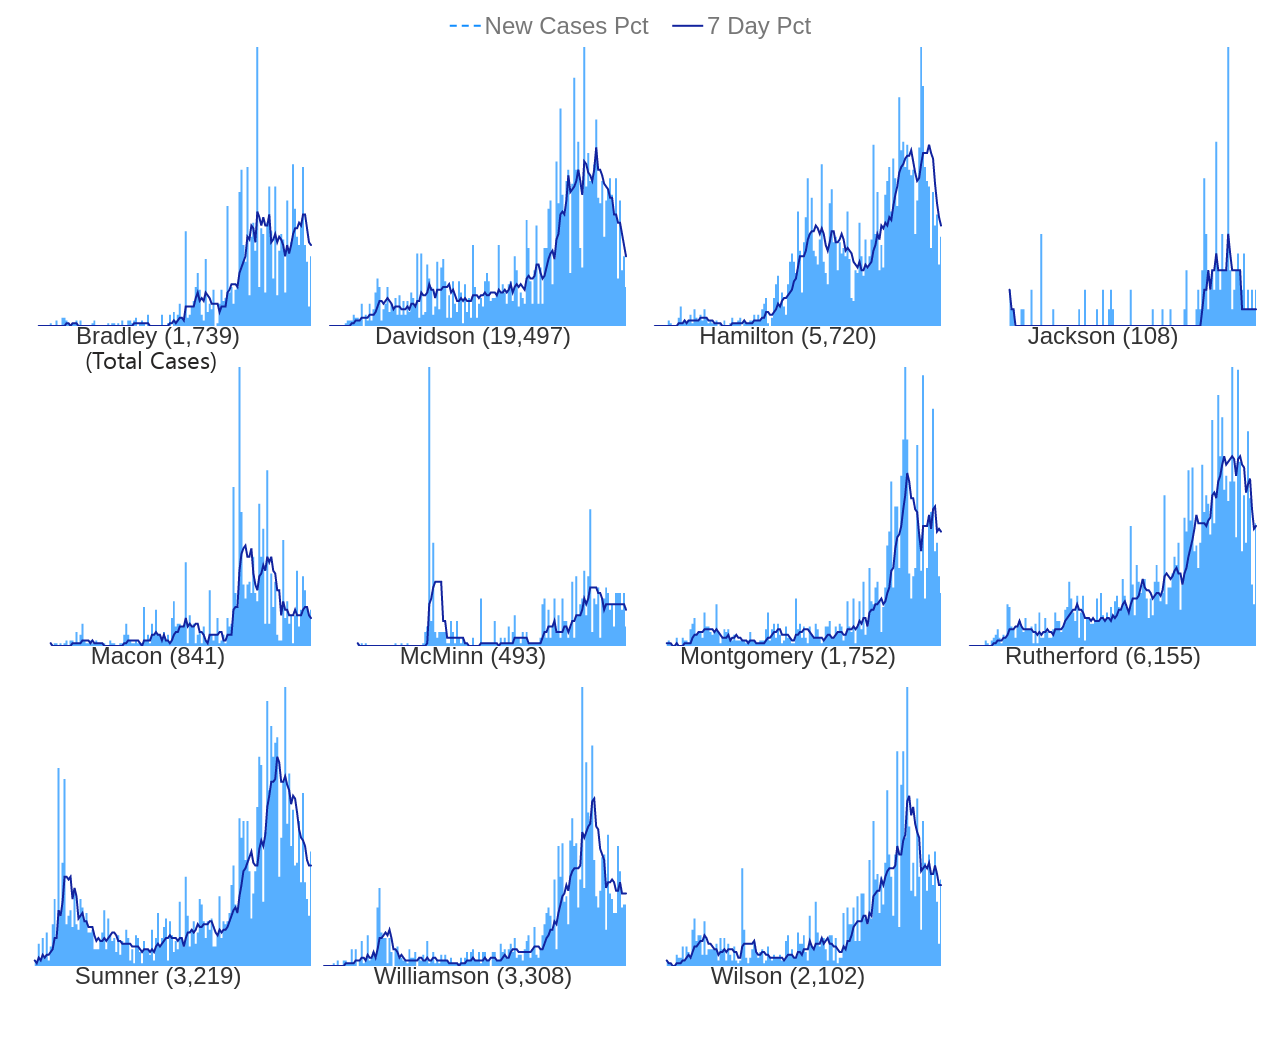 New Cases Pct 7 Day Pct
Bradley (1,739) Davidson (19,497) Hamilton (5,720) Jackson (108)
(Total Cases)
Macon (841) McMinn (493) Montgomery (1,752) Rutherford (6,155)
Sumner (3,219) Williamson (3,308) Wilson (2,102)